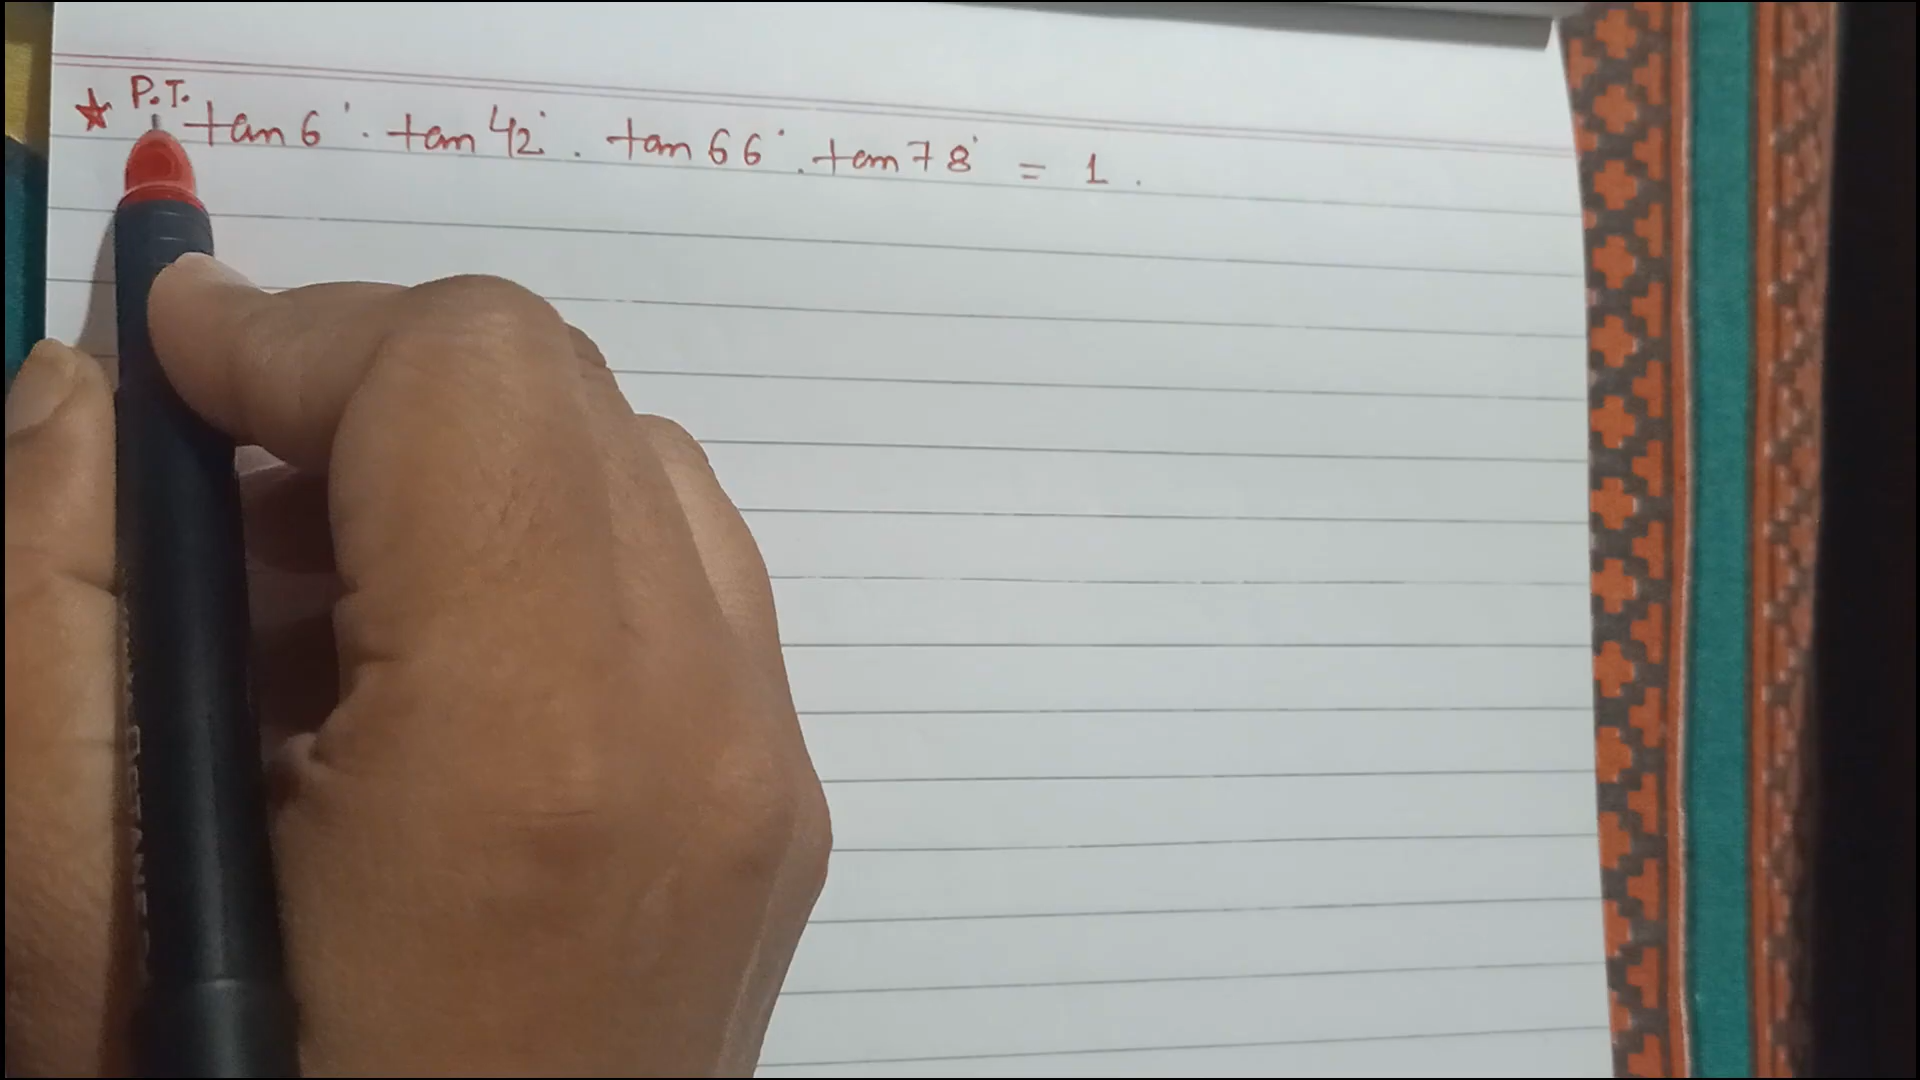 ★ P.T. tan 6° . tan 42° . tan 66° . tan 78° = 1 .